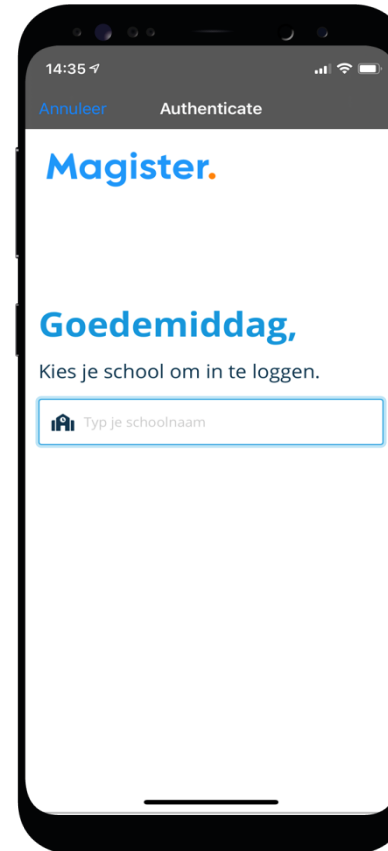 14:35
Annuleer Authenticate
Magister.
Goedemiddag,
Kies je school om in te loggen.
Typ je schoolnaam